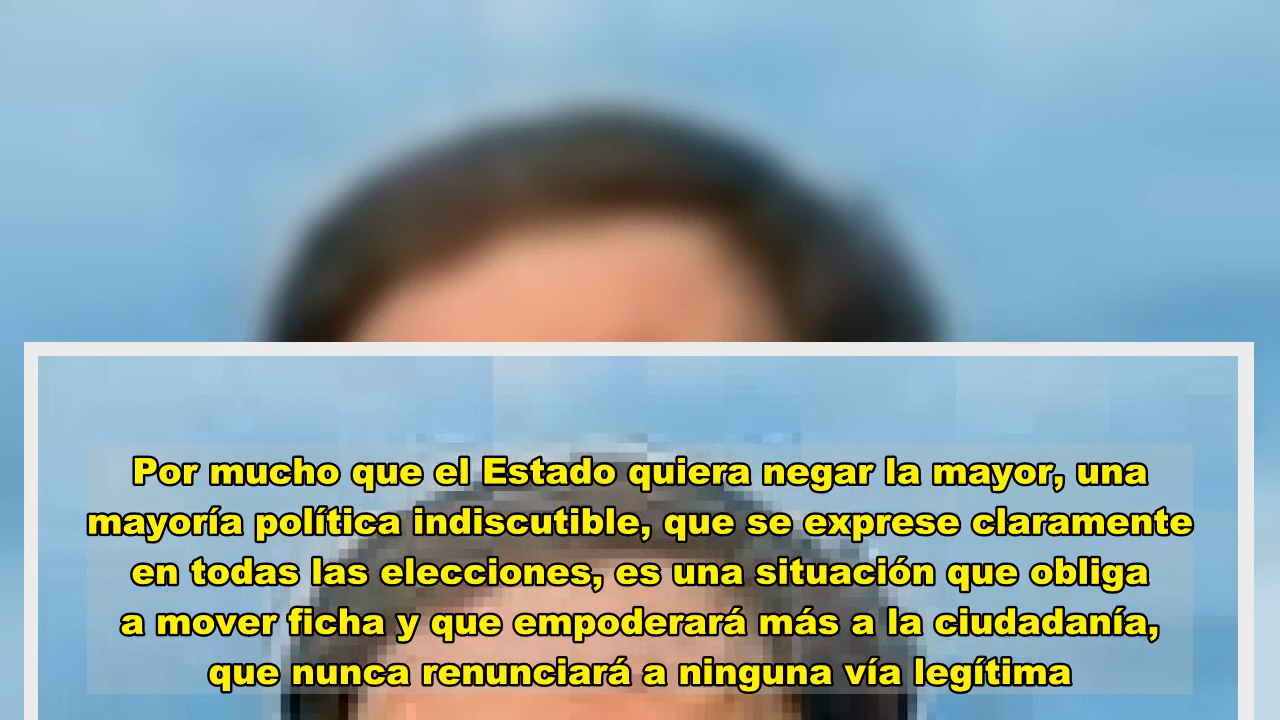 Por mucho que el Estado quiera negar la mayor, una
mayoría política indiscutible, que se exprese claramente
en todas las elecciones, es una situación que obliga
a mover ficha y que empoderará más a la ciudadanía,
que nunca renunciará a ninguna vía legítima